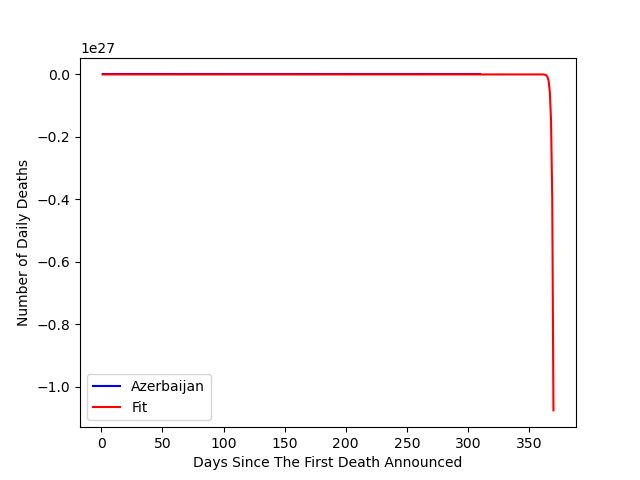 1e27
0.0
−0.2
−0.4
−0.6
−0.8
−1.0
Number of Daily Deaths
Azerbaijan
Fit
0 50 100 150 200 250 300 350
Days Since The First Death Announced